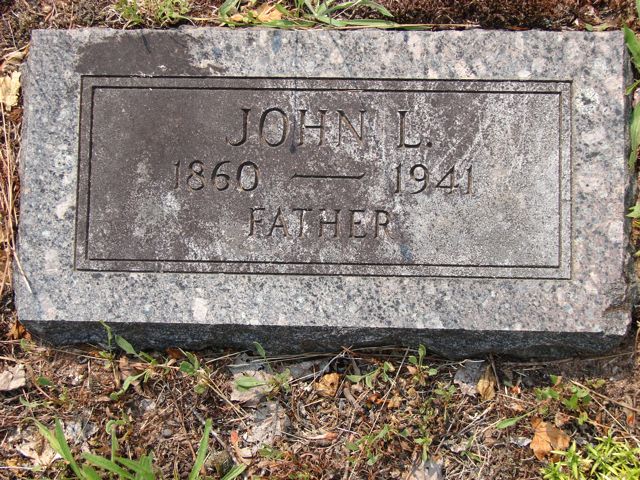 JOHN L.
1860 — 1941
FATHER